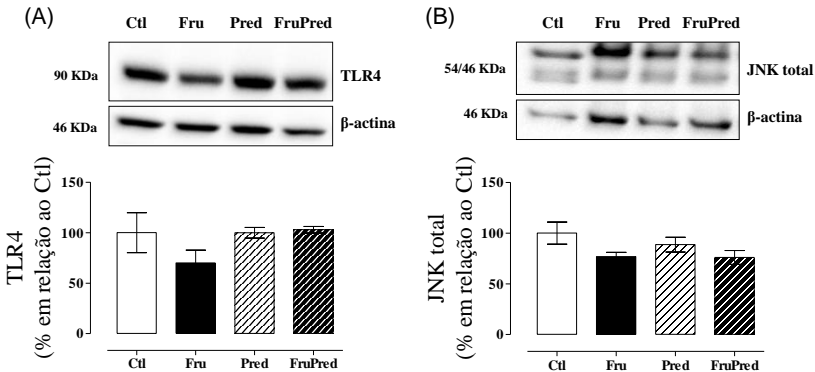 (A)
Ctl Fru Pred FruPred
90 KDa
TLR4
46 KDa
β-actina
TLR4
(% em relação ao Ctl)
150
100
50
0
Ctl Fru Pred FruPred
(B)
Ctl Fru Pred FruPred
54/46 KDa
JNK total
46 KDa
β-actina
JNK total
(% em relação ao Ctl)
150
100
50
0
Ctl Fru Pred FruPred